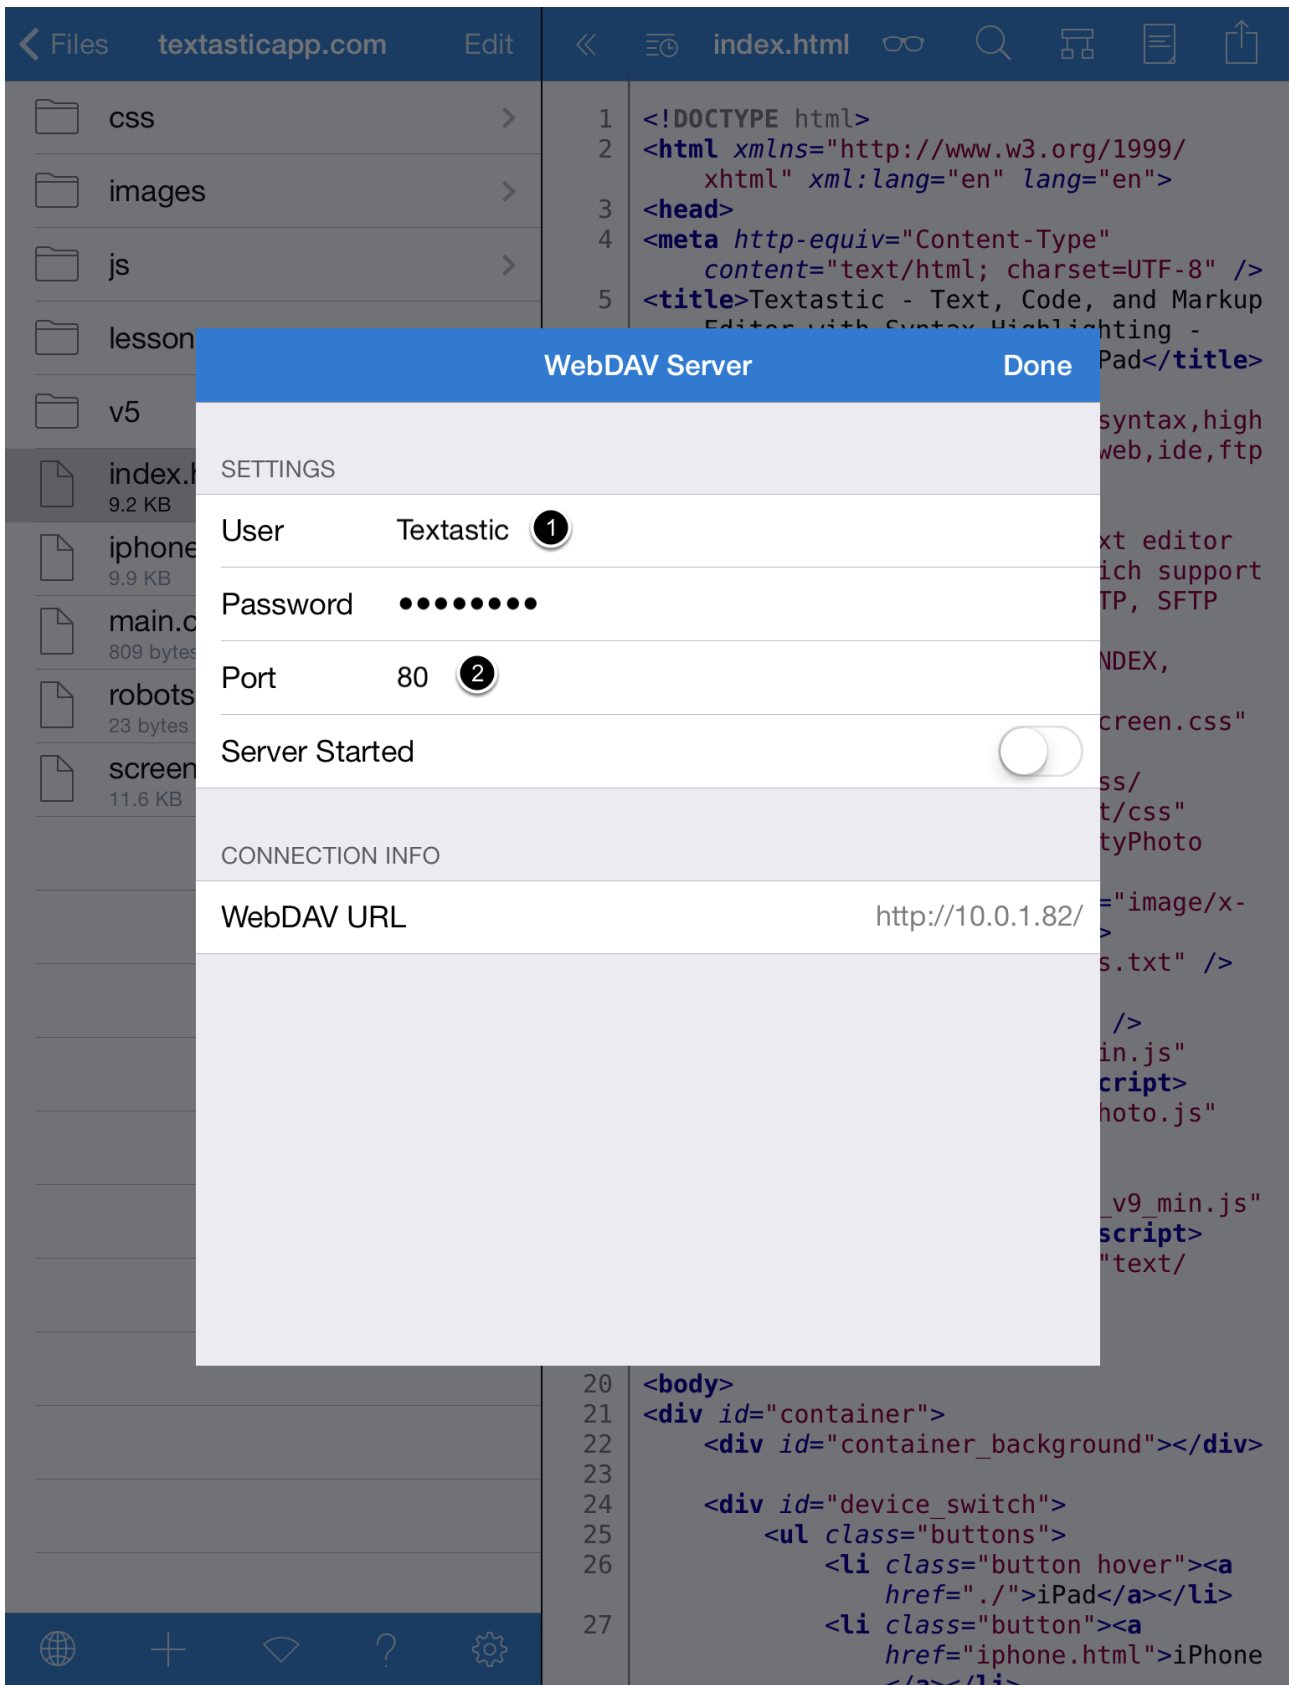 Files
textasticapp.com
Edit
index.html
css
images
js
lesson
v5
index.h
9.2 KB
iphone
9.9 KB
main.c
809 bytes
robots
23 bytes
screen
11.6 KB
1 <!DOCTYPE html>
2 <html xmlns="http://www.w3.org/1999/
xhtml" xml:lang="en" lang="en">
3 <head>
4 <meta http-equiv="Content-Type"
content="text/html; charset=UTF-8" />
5 <title>Textastic - Text, Code, and Markup
Editor with Syntax Highlighting -
Pad</title>
syntax,high
web,ide,ftp
xt editor
ich support
TP, SFTP
NDEX,
creen.css"
ss/
t/css"
tyPhoto
="image/x-
>
s.txt" />
/>
in.js"
cript>
hoto.js"
_v9_min.js"
script>
"text/
WebDAV Server
Done
SETTINGS
User Textastic 1
Password ••••••••
Port 80 2
Server Started
CONNECTION INFO
WebDAV URL http://10.0.1.82/
20 <body>
21 <div id="container">
22 <div id="container_background"></div>
23
24 <div id="device_switch">
25 <ul class="buttons">
26 <li class="button hover"><a
href="./">iPad</a></li>
27 <li class="button"><a
href="iphone.html">iPhone
</a></li>
?